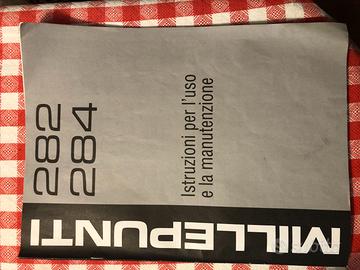 MILLEPUNTI
282
284
Istruzioni per l'uso
e la manutenzione